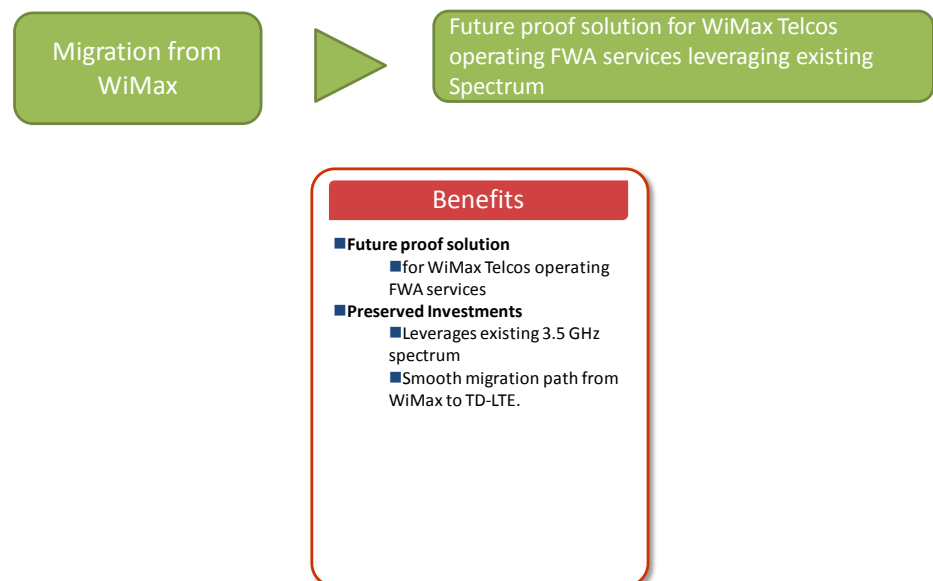 Migration from
WiMax
Future proof solution for WiMax Telcos
operating FWA services leveraging existing
Spectrum
Benefits
Future proof solution
for WiMax Telcos operating
FWA services
Preserved Investments
Leverages existing 3.5 GHz
spectrum
Smooth migration path from
WiMax to TD-LTE.